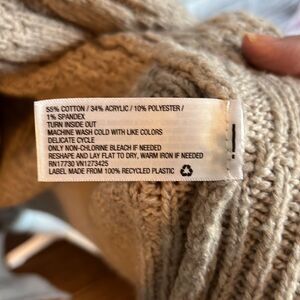 55% COTTON / 34% ACRYLIC / 10% POLYESTER /
1% SPANDEX
TURN INSIDE OUT
MACHINE WASH COLD WITH LIKE COLORS
DELICATE CYCLE
ONLY NON-CHLORINE BLEACH IF NEEDED
RESHAPE AND LAY FLAT TO DRY, WARM IRON IF NEEDED
RN17730 VN1273425
LABEL MADE FROM 100% RECYCLED PLASTIC